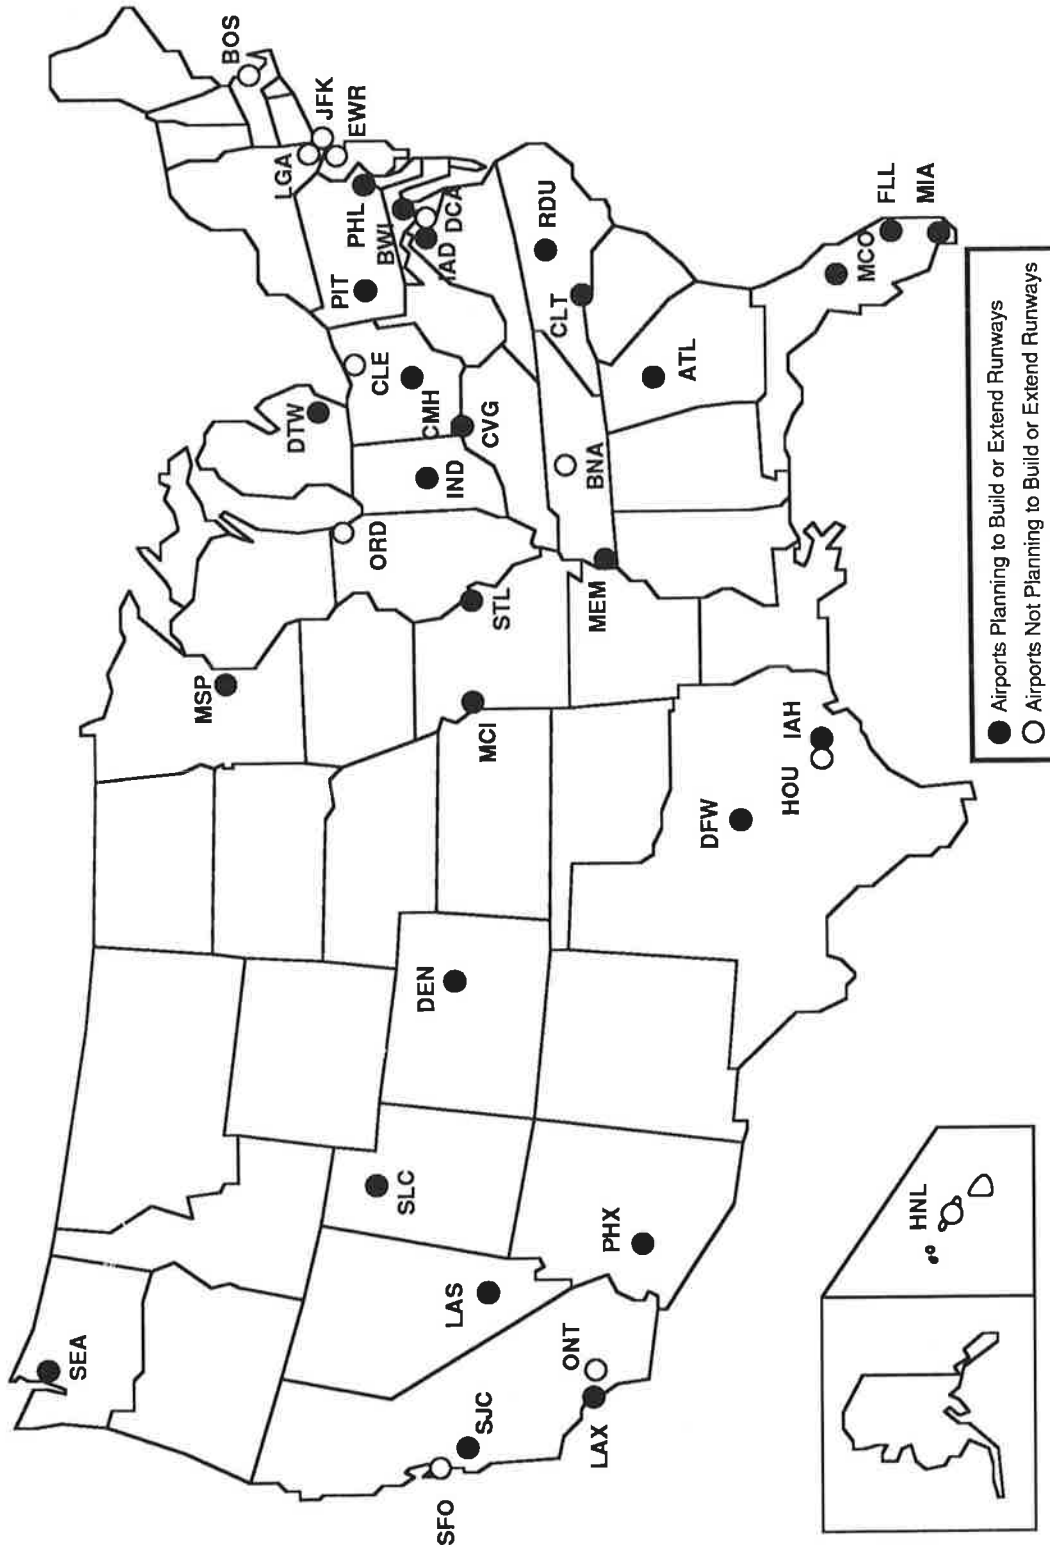 SEA
MSP
BOS
LGA
JFK
EWR
DTW
ORD
CLE
PIT
PHL
BWI
IAD
DCA
SLC
DEN
IND
CMH
CVG
SFO
SJC
LAS
MCI
STL
RDU
CLT
BNA
MEM
ATL
LAX
ONT
PHX
DFW
HOU
IAH
MCO
FLL
MIA
HNL
Airports Planning to Build or Extend Runways
Airports Not Planning to Build or Extend Runways